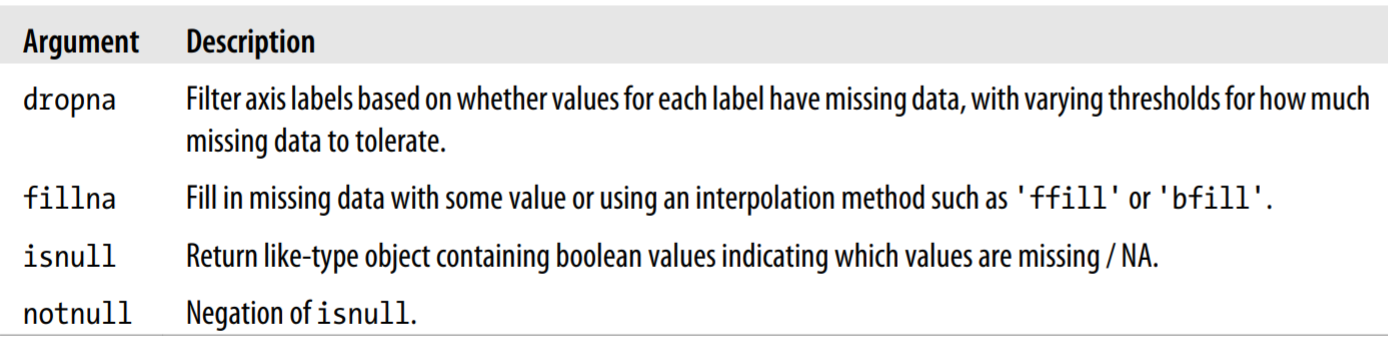 Argument Description
dropna Filter axis labels based on whether values for each label have missing data, with varying thresholds for how much
missing data to tolerate.
fillna Fill in missing data with some value or using an interpolation method such as 'ffill' or 'bfill'.
isnull Return like-type object containing boolean values indicating which values are missing / NA.
notnull Negation of isnull.